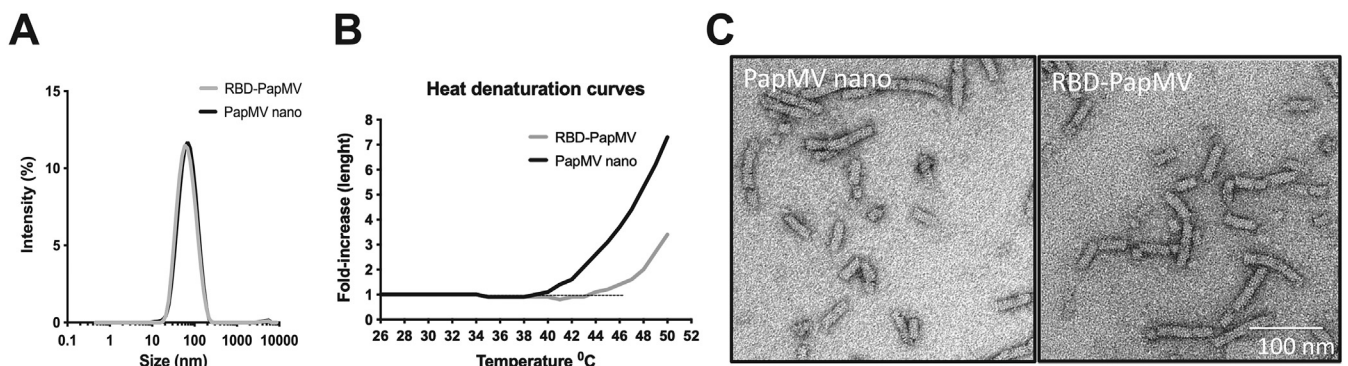 A
B
C
RBD-PapMV
PapMV nano
15
10
5
0
Intensity (%)
0.1 1 10 100 1000 10000
Size (nm)
Heat denaturation curves
RBD-PapMV
PapMV nano
8
7
6
5
4
3
2
1
0
Fold-increase (lenght)
26 28 30 32 34 36 38 40 42 44 46 48 50 52
Temperature ⁰C
PapMV nano
RBD-PapMV
100 nm